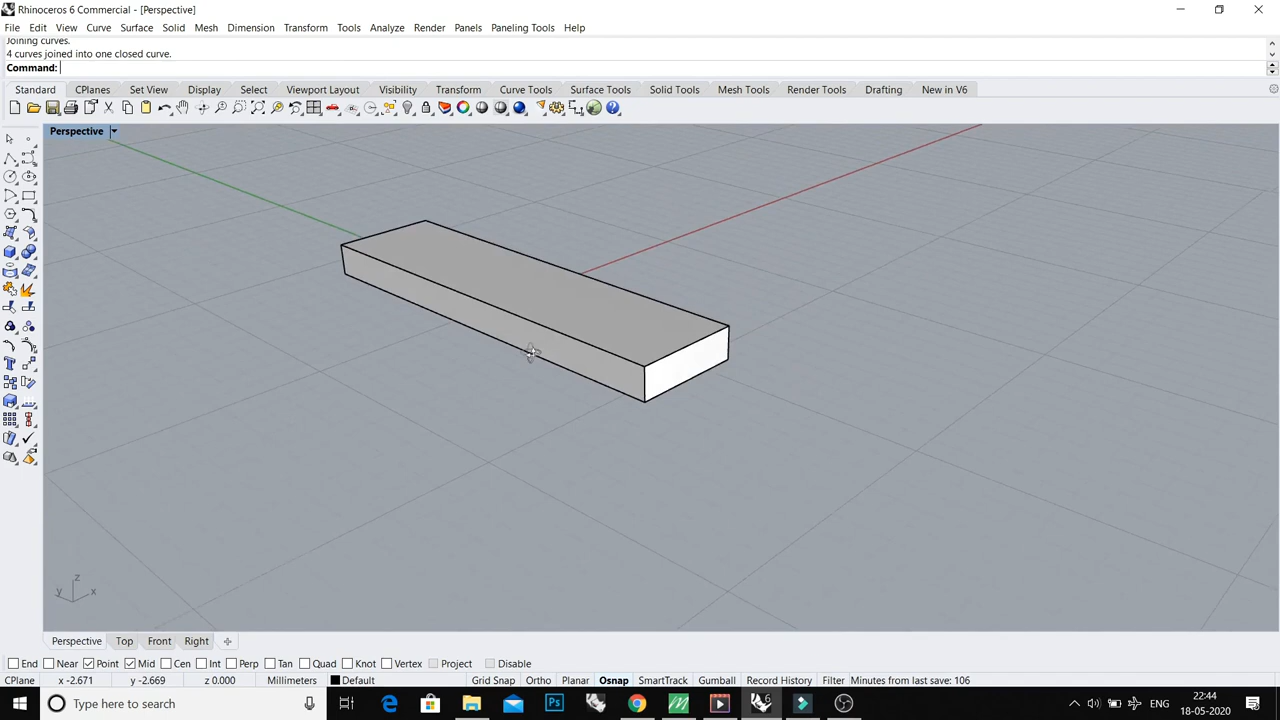 Rhinoceros 6 Commercial - [Perspective]
File Edit View Curve Surface Solid Mesh Dimension Transform Tools Analyze Render Panels Paneling Tools Help
Joining curves.
4 curves joined into one closed curve.
Command:
Standard CPlanes Set View Display Select Viewport Layout Visibility Transform Curve Tools Surface Tools Solid Tools Mesh Tools Render Tools Drafting New in V6
Perspective
z
y x
Perspective Top Front Right
End Near Point Mid Cen Int Perp Tan Quad Knot Vertex Project Disable
CPlane x -2.671 y -2.669 z 0.000 Millimeters Default Grid Snap Ortho Planar Osnap SmartTrack Gumball Record History Filter Minutes from last save: 106
Type here to search
ENG
22:44
18-05-2020